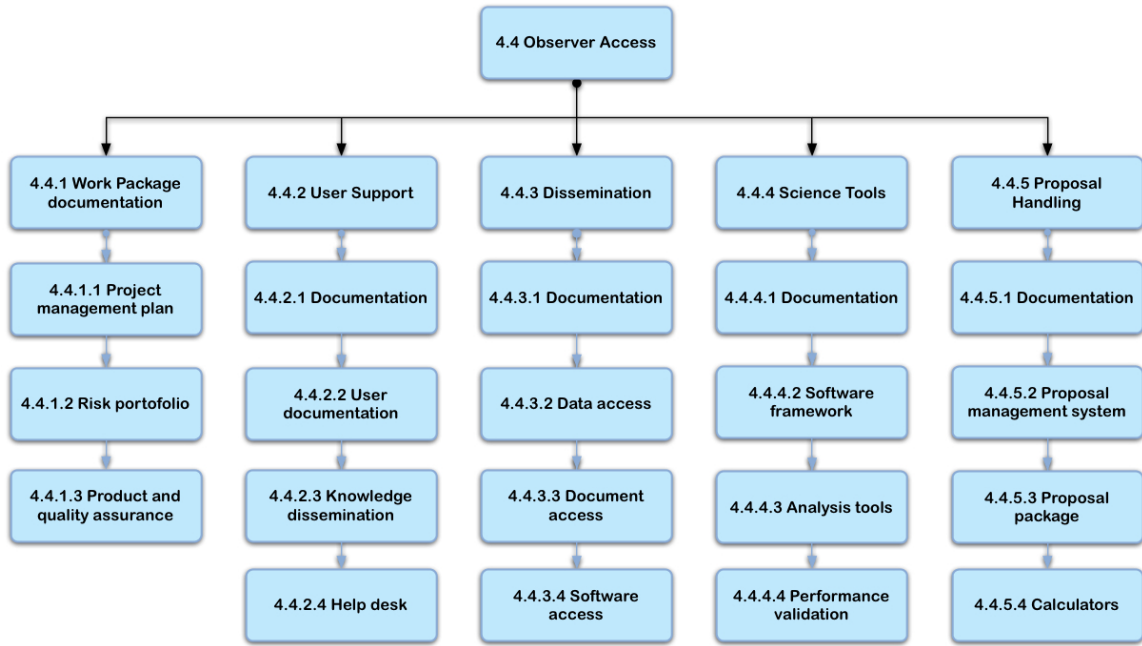 4.4 Observer Access
4.4.1 Work Package
documentation
4.4.2 User Support
4.4.3 Dissemination
4.4.4 Science Tools
4.4.5 Proposal
Handling
4.4.1.1 Project
management plan
4.4.2.1 Documentation
4.4.3.1 Documentation
4.4.4.1 Documentation
4.4.5.1 Documentation
4.4.1.2 Risk portofolio
4.4.2.2 User
documentation
4.4.3.2 Data access
4.4.4.2 Software
framework
4.4.5.2 Proposal
management system
4.4.1.3 Product and
quality assurance
4.4.2.3 Knowledge
dissemination
4.4.3.3 Document
access
4.4.4.3 Analysis tools
4.4.5.3 Proposal
package
4.4.2.4 Help desk
4.4.3.4 Software
access
4.4.4.4 Performance
validation
4.4.5.4 Calculators